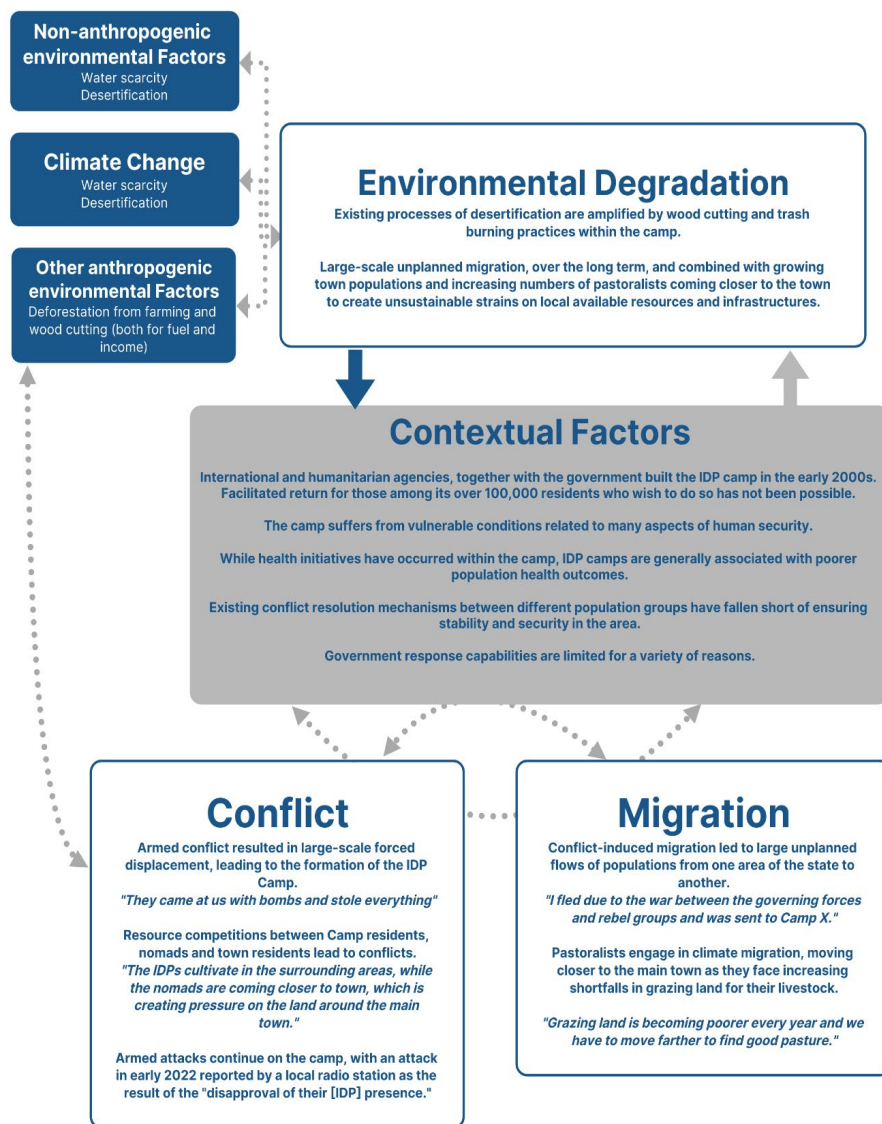 Non-anthropogenic
environmental Factors
Water scarcity
Desertification
Climate Change
Water scarcity
Desertification
Other anthropogenic
environmental Factors
Deforestation from farming and
wood cutting (both for fuel and
income)
Environmental Degradation
Existing processes of desertification are amplified by wood cutting and trash
burning practices within the camp.
Large-scale unplanned migration, over the long term, and combined with growing
town populations and increasing numbers of pastoralists coming closer to the town
to create unsustainable strains on local available resources and infrastructures.
Contextual Factors
International and humanitarian agencies, together with the government built the IDP camp in the early 2000s.
Facilitated return for those among its over 100,000 residents who wish to do so has not been possible.
The camp suffers from vulnerable conditions related to many aspects of human security.
While health initiatives have occurred within the camp, IDP camps are generally associated with poorer
population health outcomes.
Existing conflict resolution mechanisms between different population groups have fallen short of ensuring
stability and security in the area.
Government response capabilities are limited for a variety of reasons.
Conflict
Armed conflict resulted in large-scale forced
displacement, leading to the formation of the IDP
Camp.
"They came at us with bombs and stole everything"
Resource competitions between Camp residents,
nomads and town residents lead to conflicts.
"The IDPs cultivate in the surrounding areas, while
the nomads are coming closer to town, which is
creating pressure on the land around the main
town."
Armed attacks continue on the camp, with an attack
in early 2022 reported by a local radio station as the
result of the "disapproval of their [IDP] presence."
Migration
Conflict-induced migration led to large unplanned
flows of populations from one area of the state to
another.
"I fled due to the war between the governing forces
and rebel groups and was sent to Camp X."
Pastoralists engage in climate migration, moving
closer to the main town as they face increasing
shortfalls in grazing land for their livestock.
"Grazing land is becoming poorer every year and we
have to move farther to find good pasture."